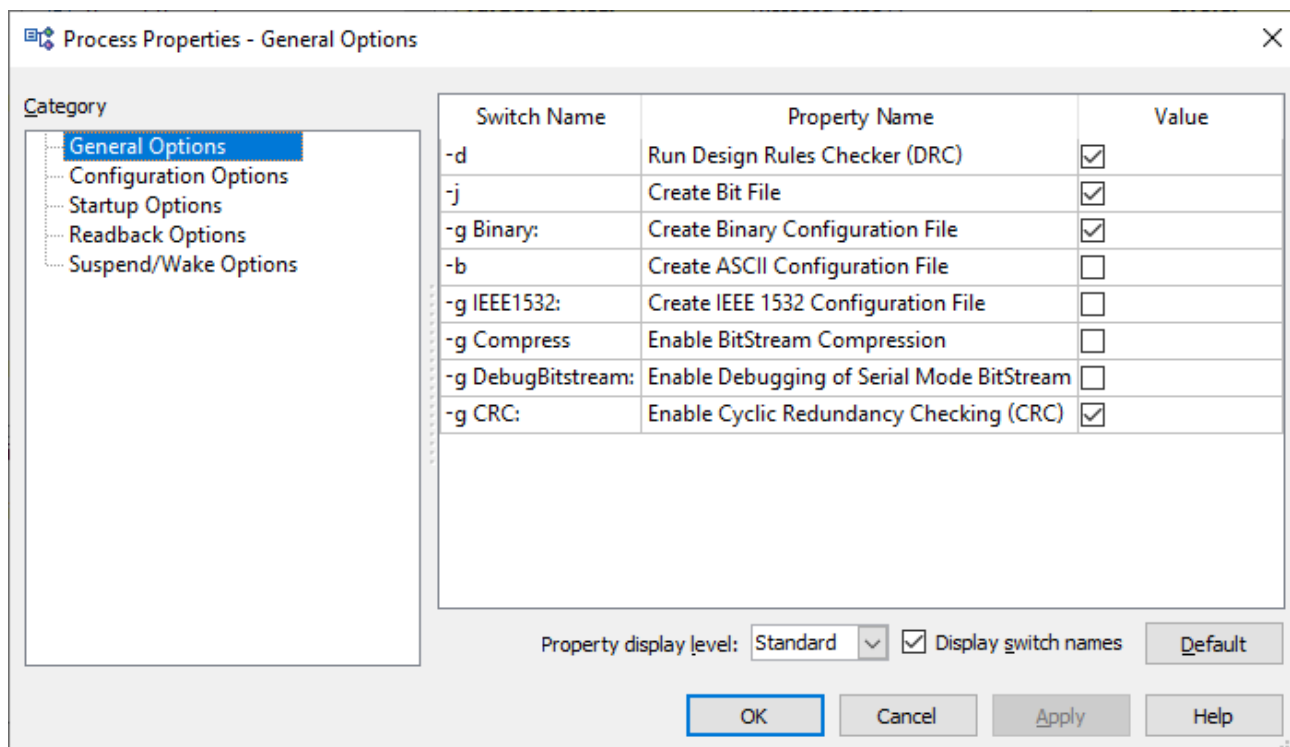 Process Properties - General Options
Category
General Options
Configuration Options
Startup Options
Readback Options
Suspend/Wake Options
Switch Name Property Name Value
-d Run Design Rules Checker (DRC)
-j Create Bit File
-g Binary: Create Binary Configuration File
-b Create ASCII Configuration File
-g IEEE1532: Create IEEE 1532 Configuration File
-g Compress Enable BitStream Compression
-g DebugBitstream: Enable Debugging of Serial Mode BitStream
-g CRC: Enable Cyclic Redundancy Checking (CRC)
Property display level: Standard Display switch names Default
OK Cancel Apply Help